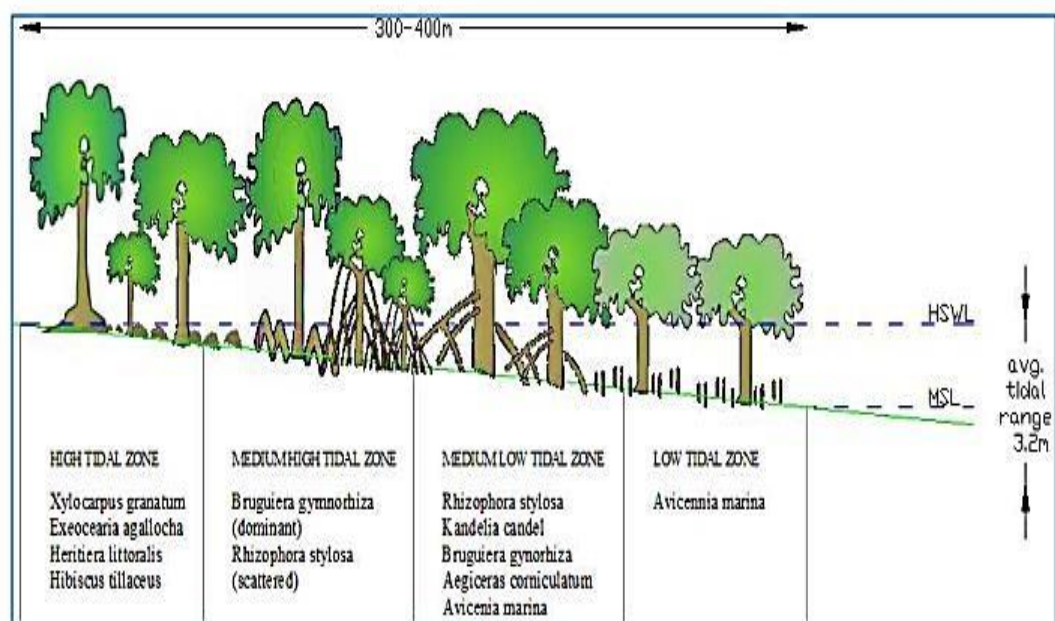 300-400m
HSWL
MSL
avg.
tidal
range
3.2m
HIGH TIDAL ZONE
Xylocarpus granatum
Exeocearia agallocha
Heritiera littoralis
Hibiscus tillaceus
MEDIUM HIGH TIDAL ZONE
Bruguiera gymnorhiza
(dominant)
Rhizophora stylosa
(scattered)
MEDIUM LOW TIDAL ZONE
Rhizophora stylosa
Kandelia candel
Bruguiera gynorhiza
Aegiceras corniculatum
Avicenia marina
LOW TIDAL ZONE
Avicennia marina